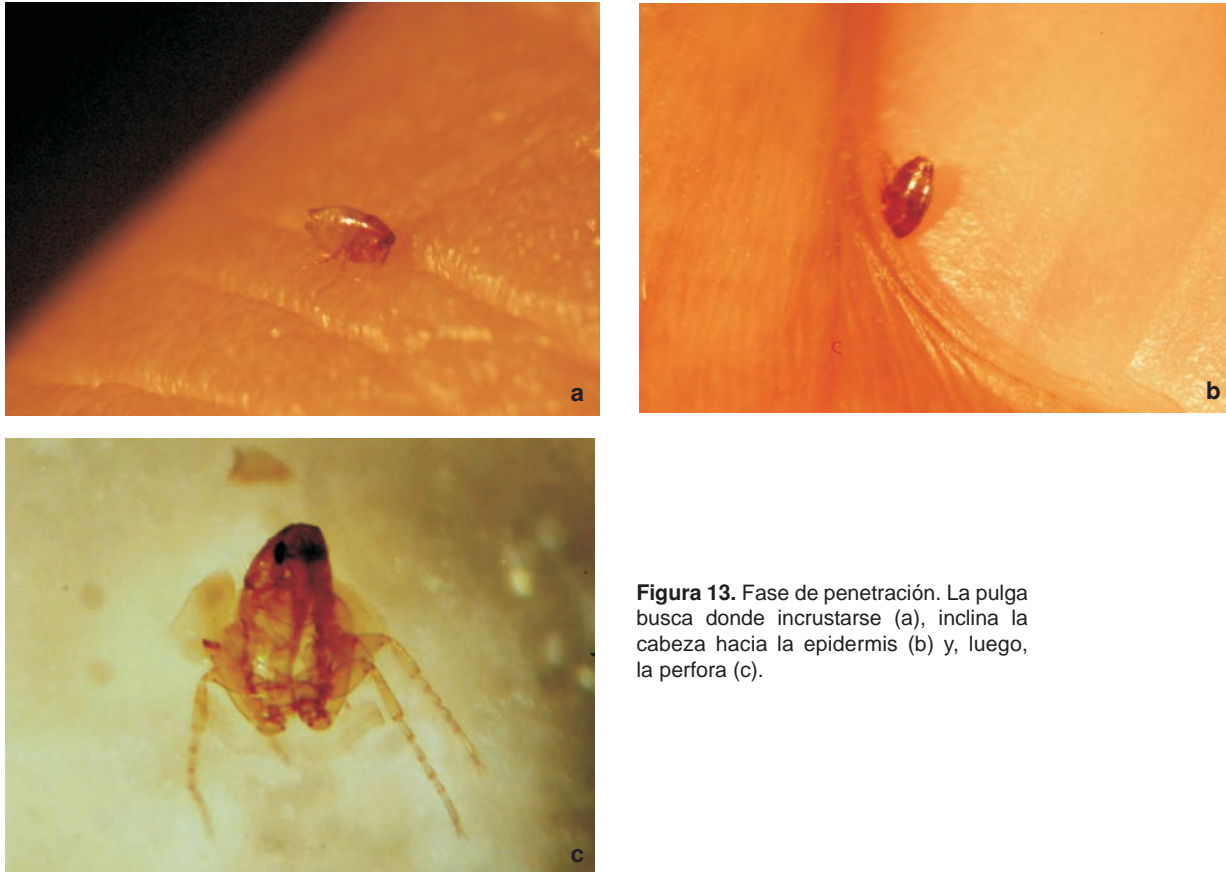 a
b
c
Figura 13. Fase de penetración. La pulga
busca donde incrustarse (a), inclina la
cabeza hacia la epidermis (b) y, luego,
la perfora (c).